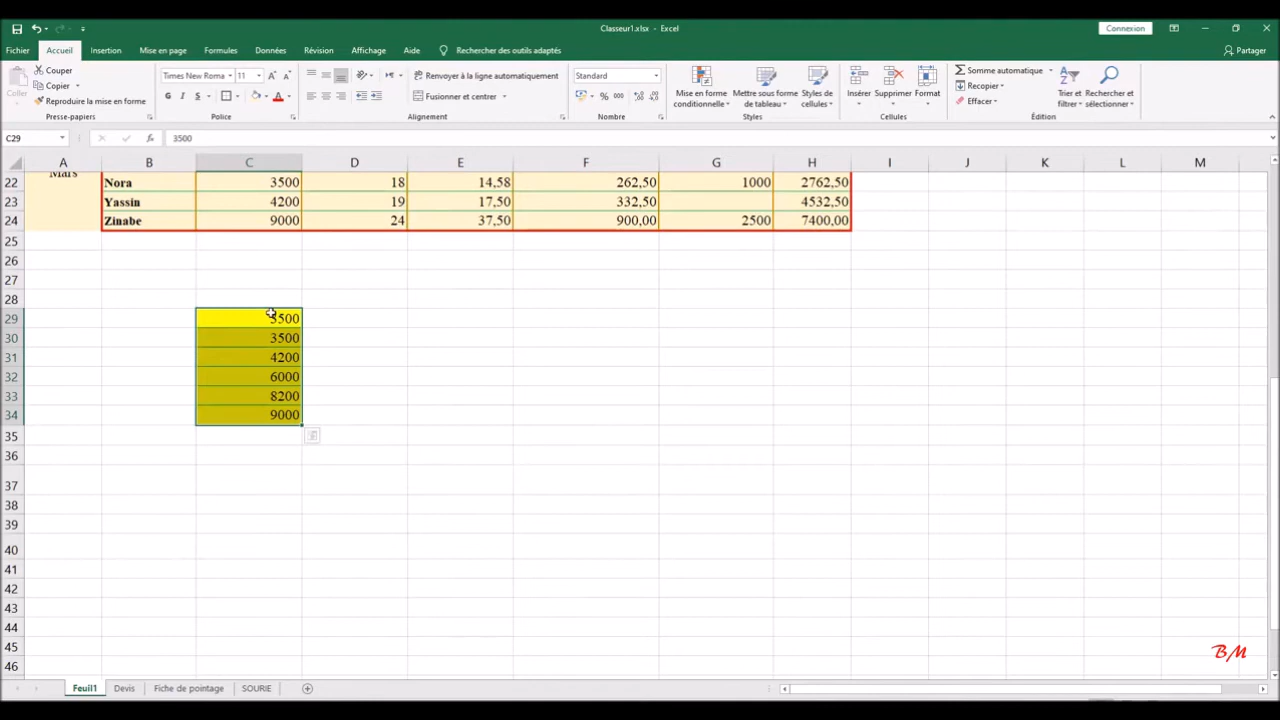 Classeur1.xlsx — Excel
Connexion
Fichier Accueil Insertion Mise en page Formules Données Révision Affichage Aide Rechercher des outils adaptés Partager
Coller
Couper
Copier
Reproduire la mise en forme
Presse-papiers
Times New Roma 11
G I S
Police
Renvoyer à la ligne automatiquement
Fusionner et centrer
Alignement
Standard
% 000
Nombre
Mise en forme conditionnelle
Mettre sous forme de tableau
Styles de cellules
Styles
Insérer
Supprimer
Format
Cellules
Somme automatique
Recopier
Effacer
Trier et filtrer
Rechercher et sélectionner
Édition
C29 fx 3500
A B C D E F G H I J K L M
Mars
22 Nora 3500 18 14,58 262,50 1000 2762,50
23 Yassin 4200 19 17,50 332,50 4532,50
24 Zinabe 9000 24 37,50 900,00 2500 7400,00
25
26
27
28
29 3500
30 3500
31 4200
32 6000
33 8200
34 9000
35
36
37
38
39
40
41
42
43
44
45
46
BM
Feuil1 Devis Fiche de pointage SOURIE